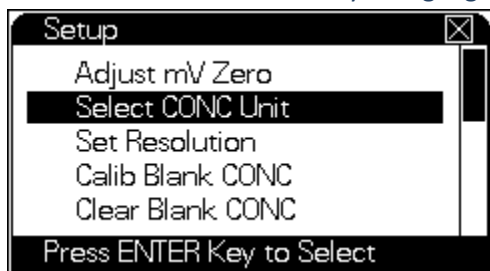 Setup
Adjust mV Zero
Select CONC Unit
Set Resolution
Calib Blank CONC
Clear Blank CONC
Press ENTER Key to Select